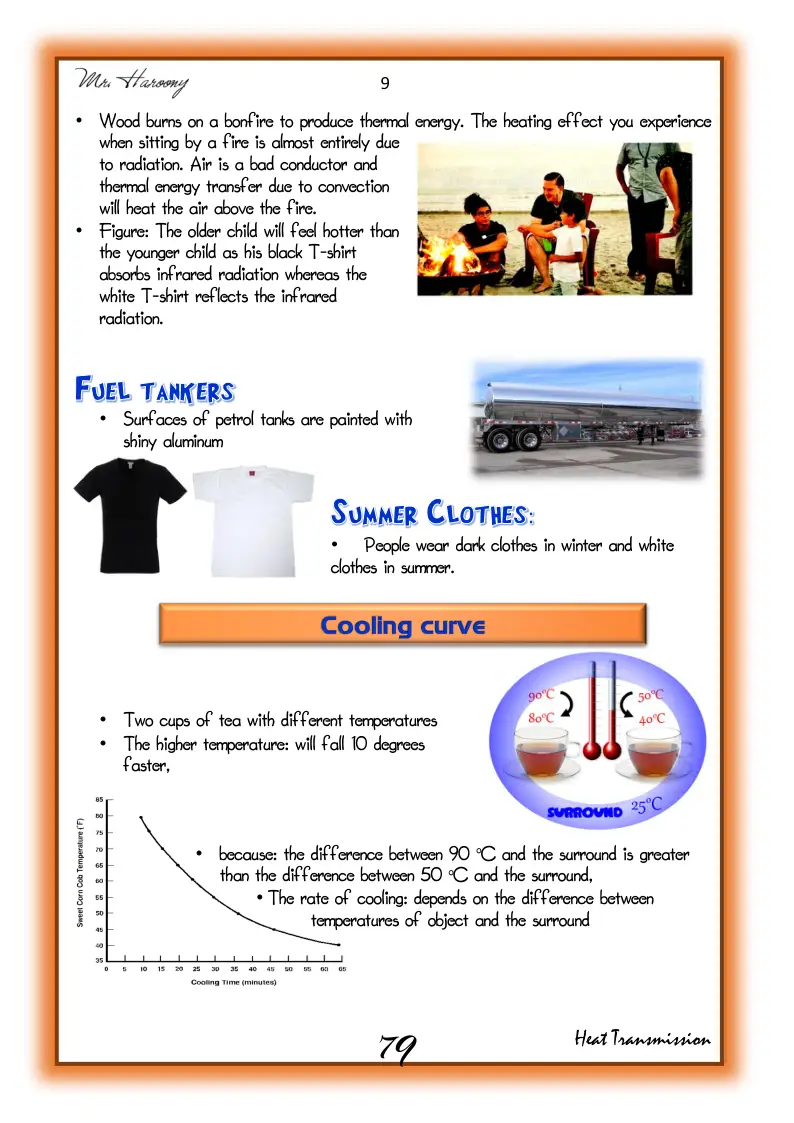 Mr. Haroony
9
• Wood burns on a bonfire to produce thermal energy. The heating effect you experience
when sitting by a fire is almost entirely due
to radiation. Air is a bad conductor and
thermal energy transfer due to convection
will heat the air above the fire.
• Figure: The older child will feel hotter than
the younger child as his black T-shirt
absorbs infrared radiation whereas the
white T-shirt reflects the infrared
radiation.
FUEL TANKERS
• Surfaces of petrol tanks are painted with
shiny aluminum
SUMMER CLOTHES:
• People wear dark clothes in winter and white
clothes in summer.
Cooling curve
90°C
80°C
50°C
40°C
SURROUND 25°C
• Two cups of tea with different temperatures
• The higher temperature: will fall 10 degrees
faster,
• because: the difference between 90 °C and the surround is greater
than the difference between 50 °C and the surround,
• The rate of cooling: depends on the difference between
temperatures of object and the surround
Sweet Corn Cob Temperature (°F)
85
80
75
70
65
60
55
50
45
40
35
0 5 10 15 20 25 30 35 40 45 50 55 60 65
Cooling Time (minutes)
79
Heat Transmission